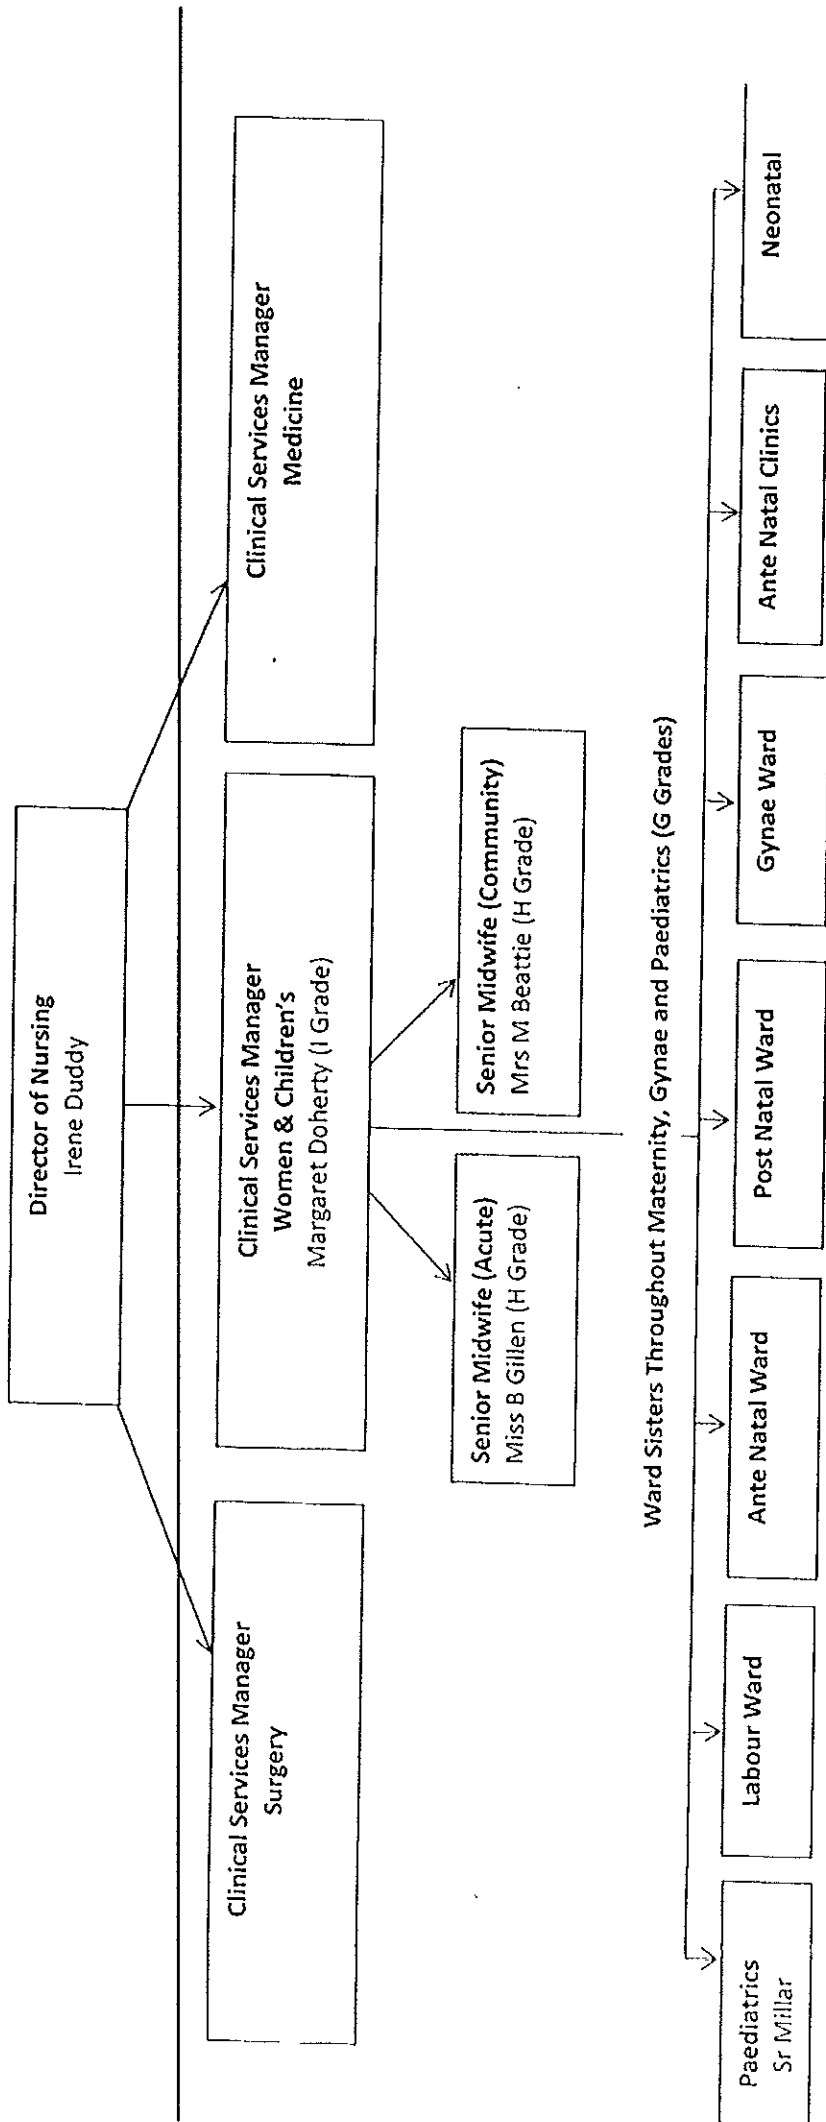 Director of Nursing
Irene Duddy
Clinical Services Manager
Surgery
Clinical Services Manager
Women & Children's
Margaret Doherty (I Grade)
Clinical Services Manager
Medicine
Senior Midwife (Acute)
Miss B Gillen (H Grade)
Senior Midwife (Community)
Mrs M Beattie (H Grade)
Ward Sisters Throughout Maternity, Gynae and Paediatrics (G Grades)
Paediatrics
Sr Millar
Labour Ward
Ante Natal Ward
Post Natal Ward
Gynae Ward
Ante Natal Clinics
Neonatal